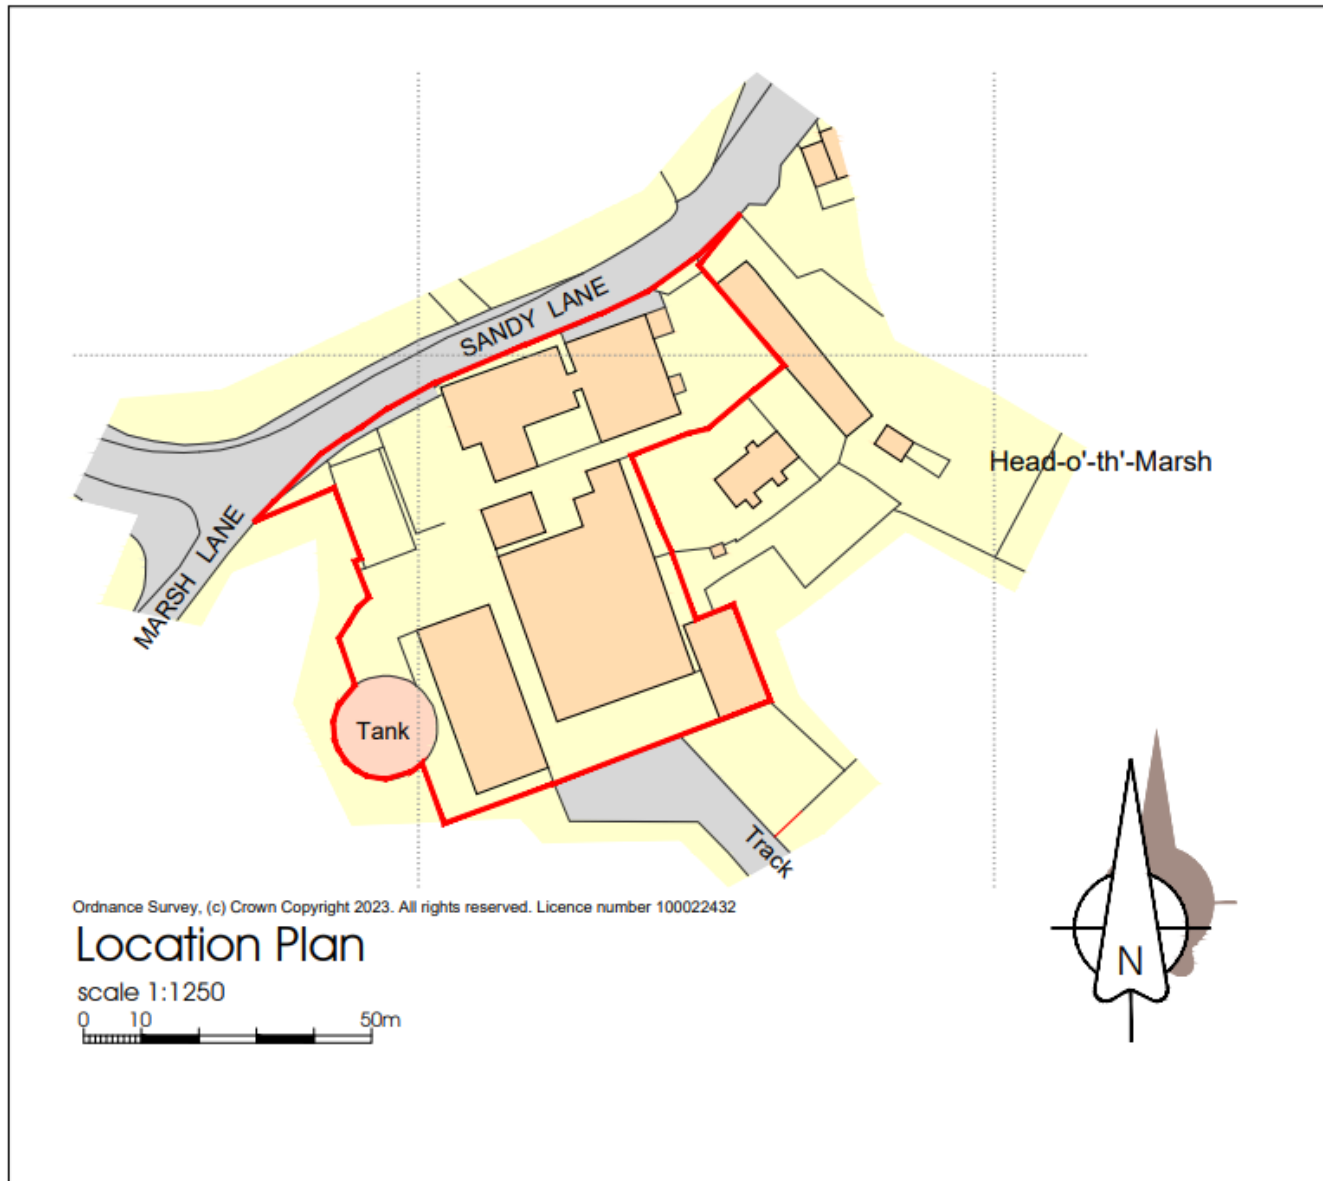 SANDY LANE
Head-o'-th'-Marsh
MARSH LANE
Tank
Track
Ordnance Survey, (c) Crown Copyright 2023. All rights reserved. Licence number 100022432
Location Plan
scale 1:1250
0 10 50m
N